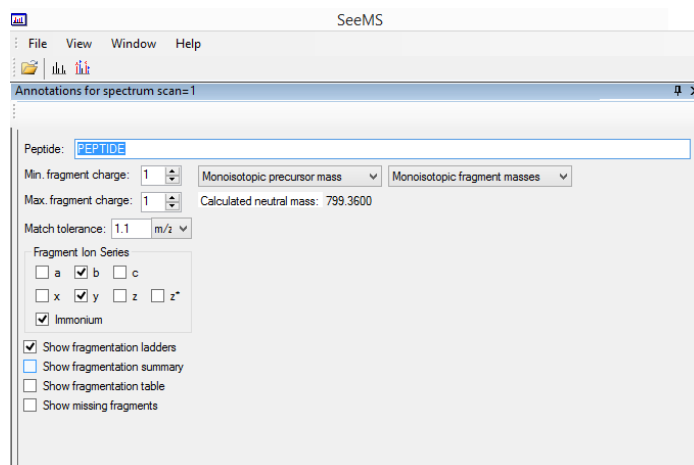 SeeMS
File View Window Help
Annotations for spectrum scan=1
Peptide: PEPTIDE
Min. fragment charge: 1 Monoisotopic precursor mass Monoisotopic fragment masses
Max. fragment charge: 1 Calculated neutral mass: 799.3600
Match tolerance: 1.1 m/z
Fragment Ion Series
a b c
x y z z*
Immonium
Show fragmentation ladders
Show fragmentation summary
Show fragmentation table
Show missing fragments